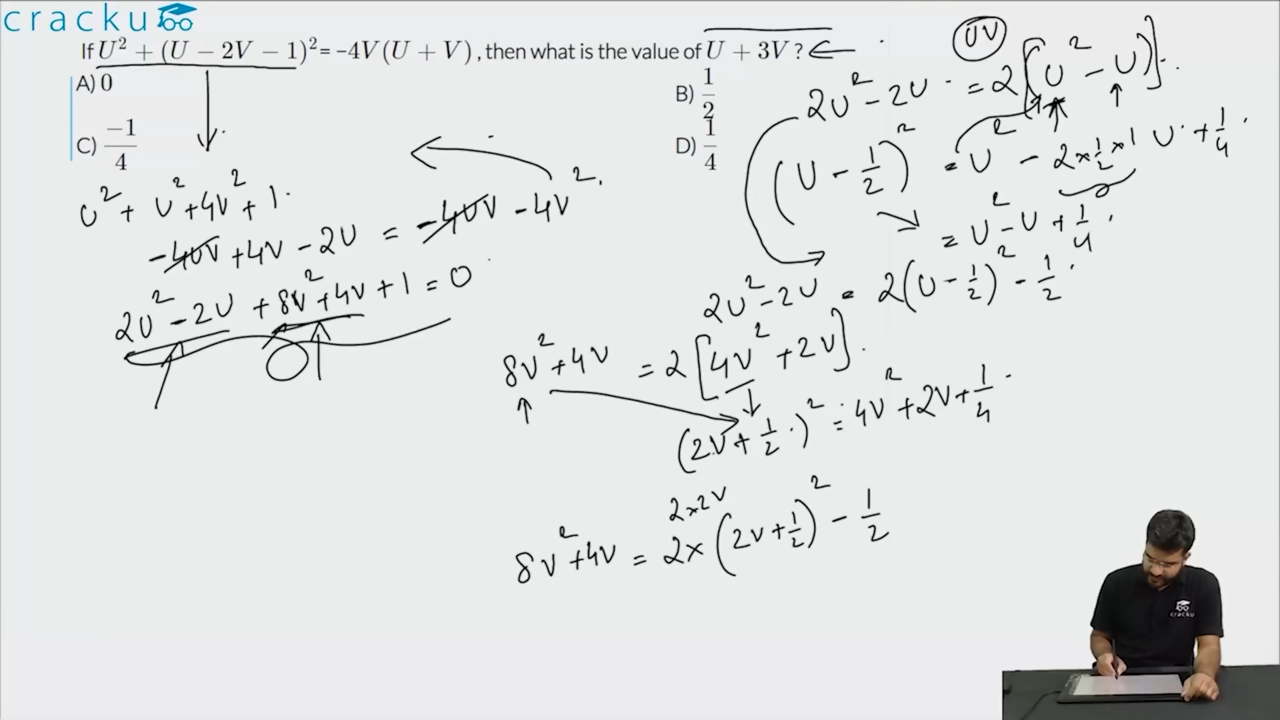 cracku
If U² + (U − 2V − 1)² = −4V(U + V), then what is the value of U + 3V?
A) 0
B) 1/2
C) −1/4
D) 1/4
U² + U² + 4V² + 1
−4UV + 4V − 2U = −4UV − 4V²
2U² − 2U + 8V² + 4V + 1 = 0
UV
2U² − 2U = 2[U² − U]
(U − 1/2)² = U² − 2×1/2×1 U + 1/4
= U² − U + 1/4
2U² − 2U = 2(U − 1/2)² − 1/2
8V² + 4V = 2[4V² + 2V]
(2V + 1/2)² = 4V² + 2V + 1/4
2×2V
8V² + 4V = 2×(2V + 1/2)² − 1/2
cracku